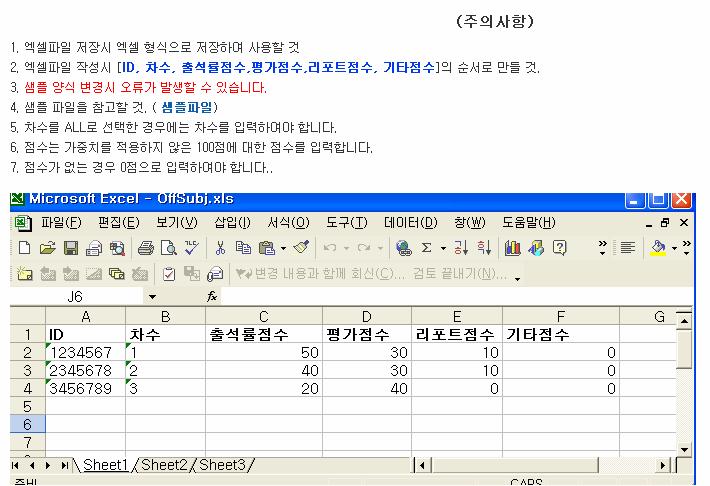 (주의사항)
1. 엑셀파일 저장시 엑셀 형식으로 저장하며 사용할 것
2. 엑셀파일 작성시 [ID, 차수, 출석률점수,평가점수,리포트점수, 기타점수]의 순서로 만들 것.
3. 샘플 양식 변경시 오류가 발생할 수 있습니다.
4. 샘플 파일을 참고할 것. ( 샘플파일)
5. 차수를 ALL로 선택한 경우에는 차수를 입력하여야 합니다.
6. 점수는 가중치를 적용하지 않은 100점에 대한 점수를 입력합니다.
7. 점수가 없는 경우 0점으로 입력하여야 합니다..
Microsoft Excel - OffSubj.xls
파일(F) 편집(E) 보기(V) 삽입(I) 서식(O) 도구(T) 데이터(D) 창(W) 도움말(H)
변경 내용과 함께 회신(C)... 검토 끝내기(N)...
J6 fx
A B C D E F G
1 ID 차수 출석률점수 평가점수 리포트점수 기타점수
2 1234567 1 50 30 10 0
3 2345678 2 40 30 10 0
4 3456789 3 20 40 0 0
5
6
7
Sheet1 Sheet2 Sheet3
준비 CAPS